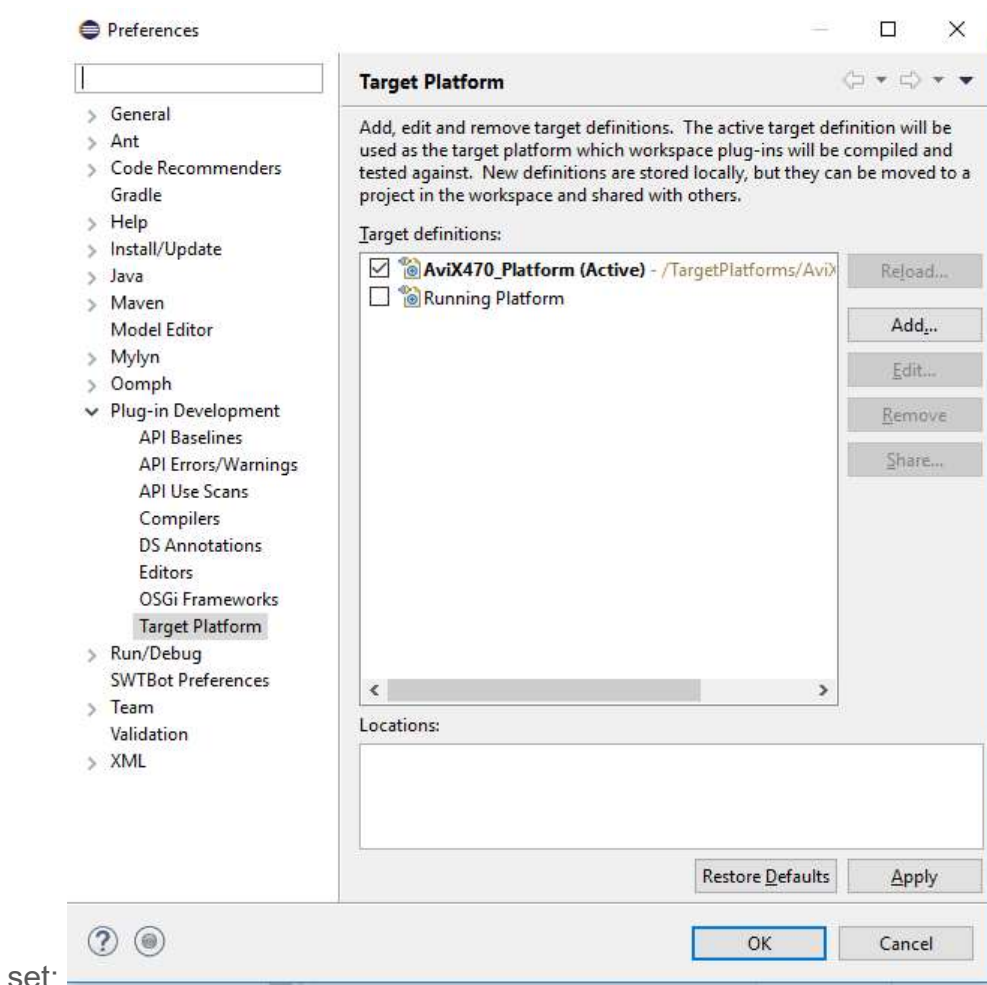 Preferences
Target Platform
General
Ant
Code Recommenders
Gradle
Help
Install/Update
Java
Maven
Model Editor
Mylyn
Oomph
Plug-in Development
API Baselines
API Errors/Warnings
API Use Scans
Compilers
DS Annotations
Editors
OSGi Frameworks
Target Platform
Run/Debug
SWTBot Preferences
Team
Validation
XML
Add, edit and remove target definitions. The active target definition will be
used as the target platform which workspace plug-ins will be compiled and
tested against. New definitions are stored locally, but they can be moved to a
project in the workspace and shared with others.
Target definitions:
AviX470_Platform (Active) - /TargetPlatforms/AviX
Running Platform
Reload...
Add...
Edit...
Remove
Share...
Locations:
Restore Defaults
Apply
OK
Cancel
set: